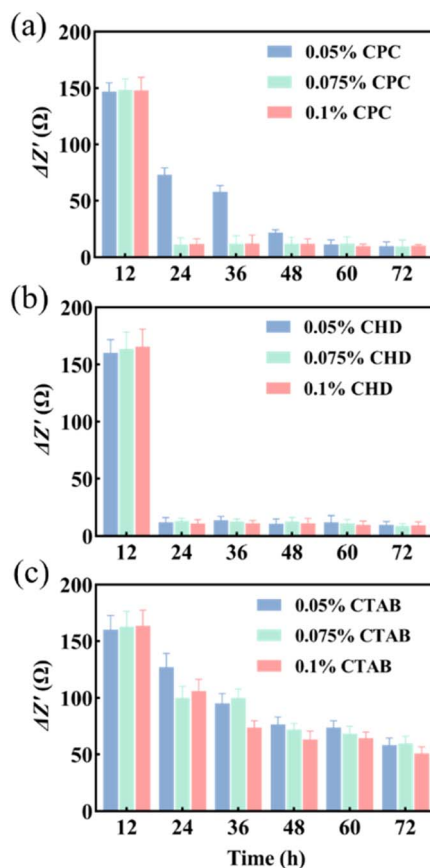 (a)
200
150
100
50
0
ΔZ' (Ω)
0.05% CPC
0.075% CPC
0.1% CPC
12 24 36 48 60 72
(b)
200
150
100
50
0
ΔZ' (Ω)
0.05% CHD
0.075% CHD
0.1% CHD
12 24 36 48 60 72
(c)
200
150
100
50
0
ΔZ' (Ω)
0.05% CTAB
0.075% CTAB
0.1% CTAB
12 24 36 48 60 72
Time (h)